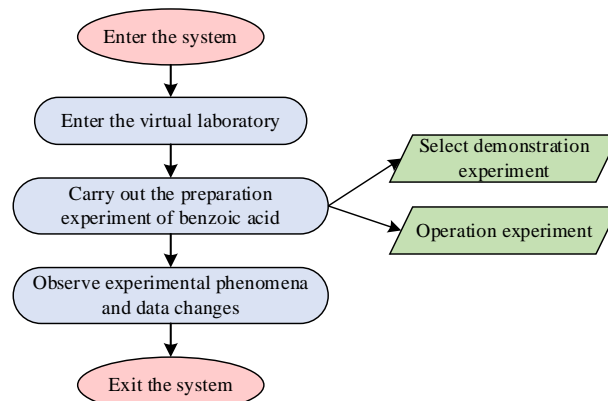 Enter the system
Enter the virtual laboratory
Carry out the preparation
experiment of benzoic acid
Select demonstration
experiment
Operation experiment
Observe experimental phenomena
and data changes
Exit the system